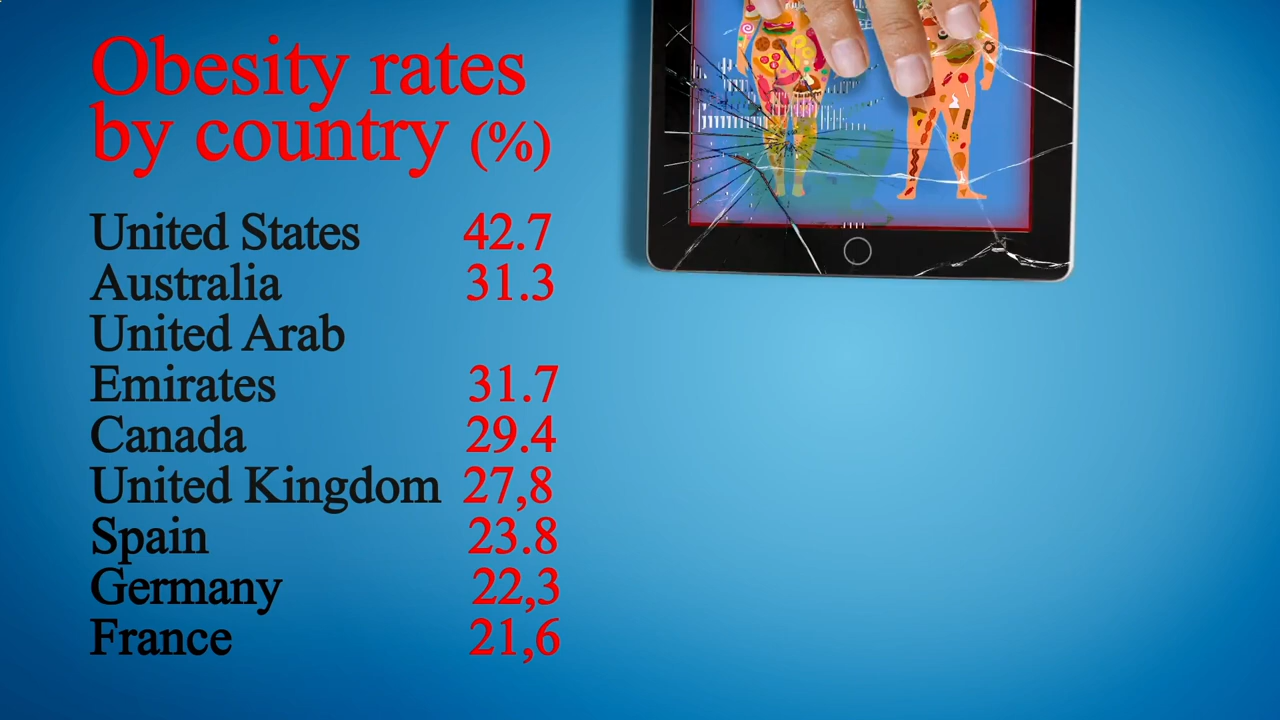 Obesity rates
by country (%)
United States 42.7
Australia 31.3
United Arab
Emirates 31.7
Canada 29.4
United Kingdom 27,8
Spain 23.8
Germany 22,3
France 21,6